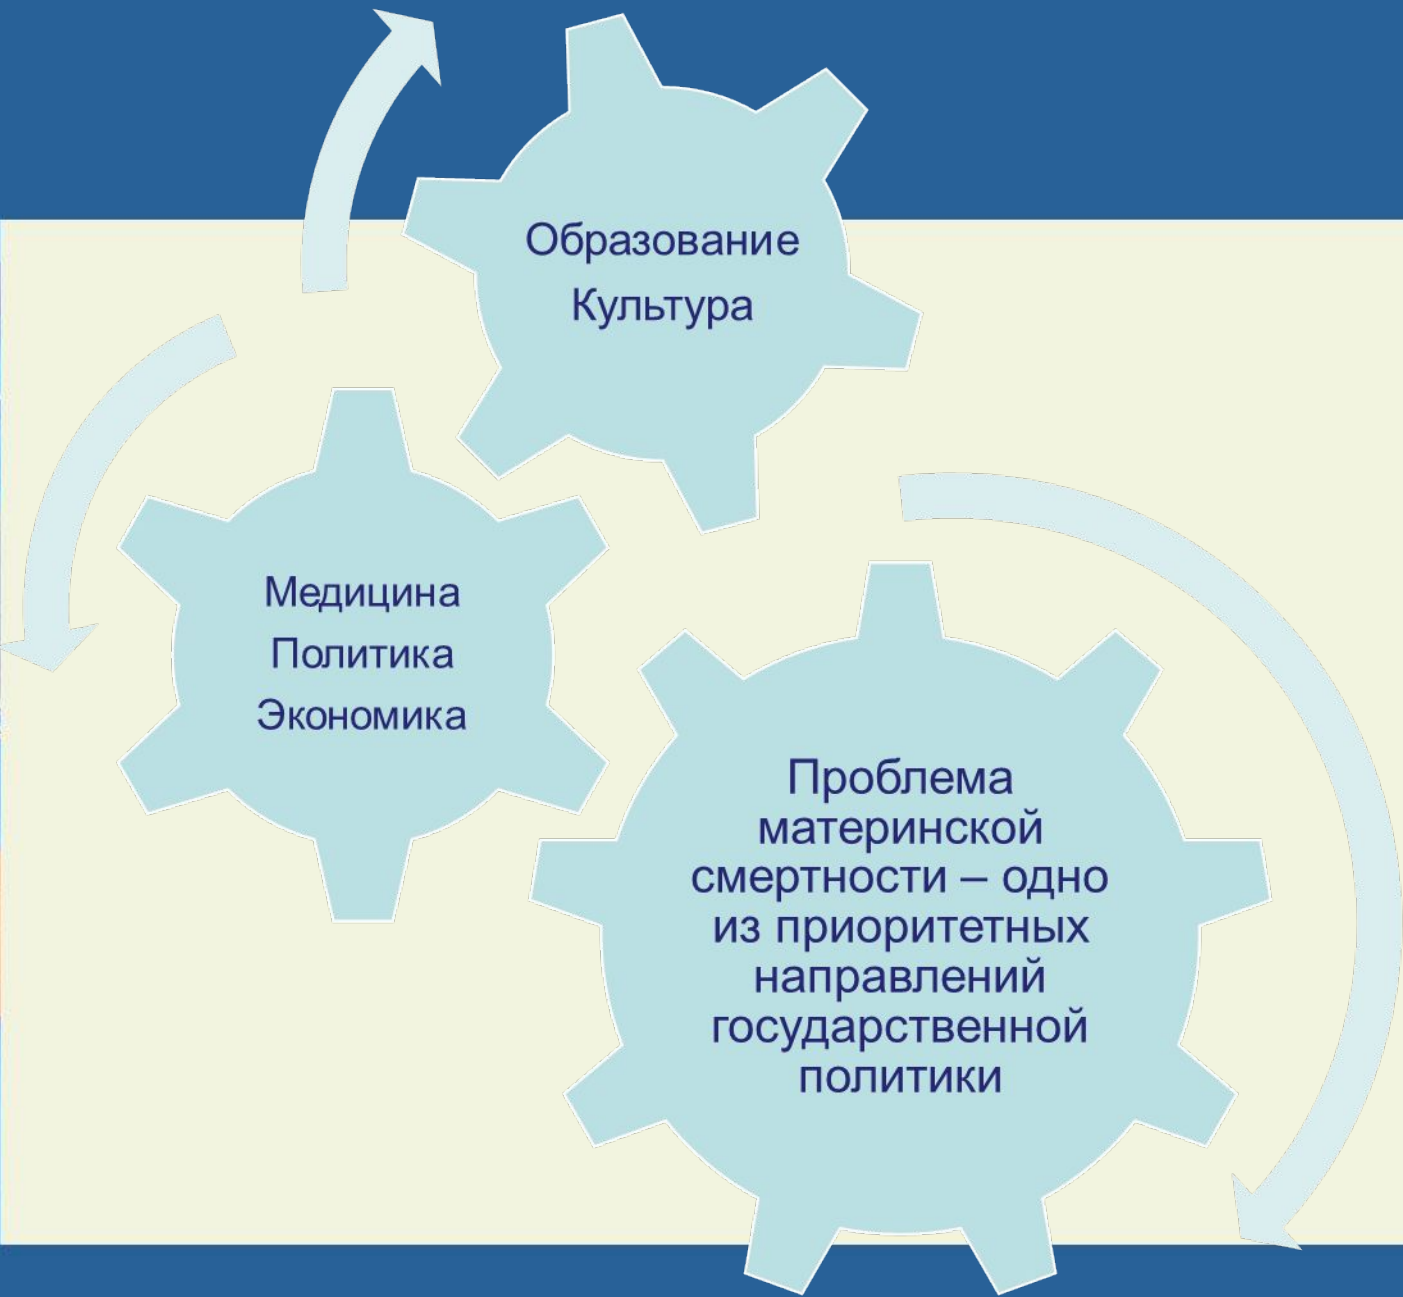 Образование
Культура
Медицина
Политика
Экономика
Проблема
материнской
смертности – одно
из приоритетных
направлений
государственной
политики